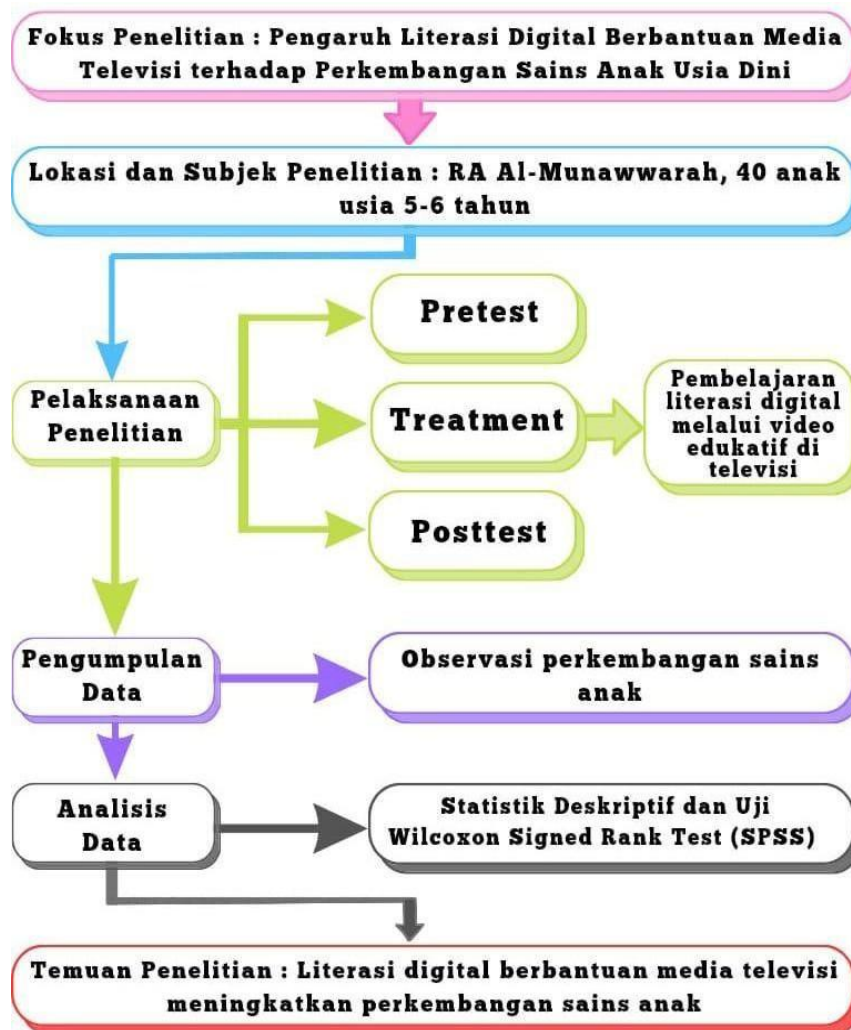 Fokus Penelitian : Pengaruh Literasi Digital Berbantuan Media
Televisi terhadap Perkembangan Sains Anak Usia Dini
Lokasi dan Subjek Penelitian : RA Al-Munawwarah, 40 anak
usia 5-6 tahun
Pelaksanaan
Penelitian
Pretest
Treatment
Pembelajaran
literasi digital
melalui video
edukatif di
televisi
Posttest
Pengumpulan
Data
Observasi perkembangan sains
anak
Analisis
Data
Statistik Deskriptif dan Uji
Wilcoxon Signed Rank Test (SPSS)
Temuan Penelitian : Literasi digital berbantuan media televisi
meningkatkan perkembangan sains anak